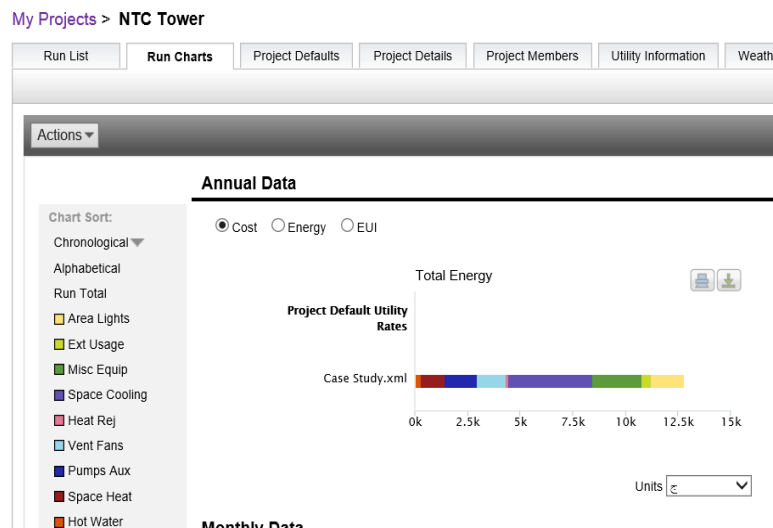 My Projects > NTC Tower
Run List Run Charts Project Defaults Project Details Project Members Utility Information Weath
Actions
Annual Data
Chart Sort:
Chronological
Alphabetical
Run Total
Area Lights
Ext Usage
Misc Equip
Space Cooling
Heat Rej
Vent Fans
Pumps Aux
Space Heat
Hot Water
Cost Energy EUI
Total Energy
Project Default Utility
Rates
Case Study.xml
0k 2.5k 5k 7.5k 10k 12.5k 15k
Units ج
Monthly Data